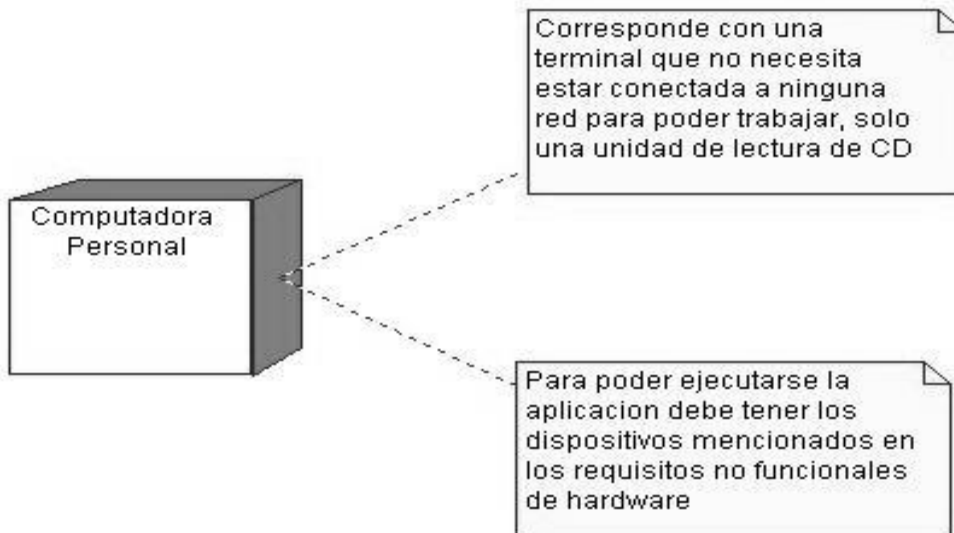 Corresponde con una
terminal que no necesita
estar conectada a ninguna
red para poder trabajar, solo
una unidad de lectura de CD
Computadora
Personal
Para poder ejecutarse la
aplicacion debe tener los
dispositivos mencionados en
los requisitos no funcionales
de hardware